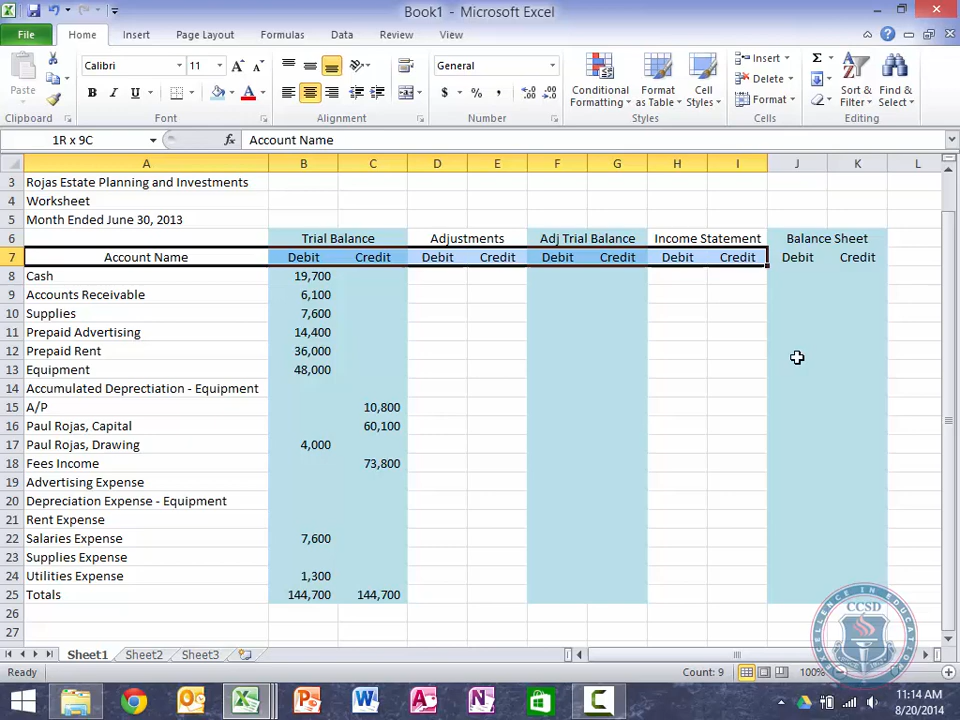 Book1 - Microsoft Excel
File Home Insert Page Layout Formulas Data Review View
Paste
Calibri 11
B I U
General
$ % ,
Conditional Formatting
Format as Table
Cell Styles
Insert
Delete
Format
Sort & Filter
Find & Select
Clipboard Font Alignment Number Styles Cells Editing
1R x 9C fx Account Name
A B C D E F G H I J K L
3 Rojas Estate Planning and Investments
4 Worksheet
5 Month Ended June 30, 2013
6 Trial Balance Adjustments Adj Trial Balance Income Statement Balance Sheet
7 Account Name Debit Credit Debit Credit Debit Credit Debit Credit Debit Credit
8 Cash 19,700
9 Accounts Receivable 6,100
10 Supplies 7,600
11 Prepaid Advertising 14,400
12 Prepaid Rent 36,000
13 Equipment 48,000
14 Accumulated Deprectiation - Equipment
15 A/P 10,800
16 Paul Rojas, Capital 60,100
17 Paul Rojas, Drawing 4,000
18 Fees Income 73,800
19 Advertising Expense
20 Depreciation Expense - Equipment
21 Rent Expense
22 Salaries Expense 7,600
23 Supplies Expense
24 Utilities Expense 1,300
25 Totals 144,700 144,700
26
27
EXCELLENCE IN EDUCATION
CCSD
Sheet1 Sheet2 Sheet3
Ready Count: 9 100%
11:14 AM
8/20/2014